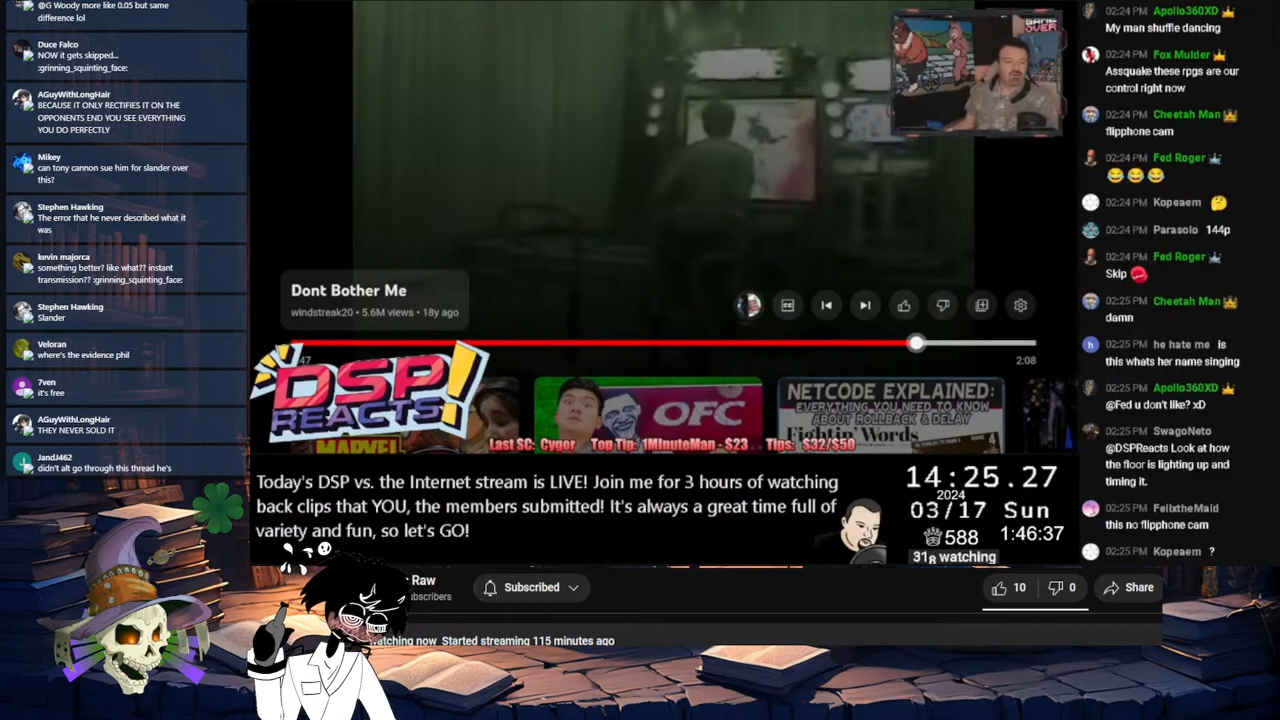 @G Woody more like 0.05 but same
difference lol
Duce Falco
NOW it gets skipped...
:grinning_squinting_face:
AGuyWithLongHair
BECAUSE IT ONLY RECTIFIES IT ON THE
OPPONENTS END YOU SEE EVERYTHING
YOU DO PERFECTLY
Mikey
can tony cannon sue him for slander over
this?
Stephen Hawking
The error that he never described what it
was
kevin majorca
something better? like what?? instant
transmission?? :grinning_squinting_face:
Stephen Hawking
Slander
Veloran
where's the evidence phil
7ven
it's free
AGuyWithLongHair
THEY NEVER SOLD IT
JandJ462
didn't alt go through this thread he's
GAME
OVER
Dont Bother Me
windstreak20 • 5.6M views • 18y ago
47
2:08
DSP
REACTS!
MARVEL
OFC
NETCODE EXPLAINED:
EVERYTHING YOU NEED TO KNOW
ABOUT ROLLBACK & DELAY
Fightin' Words
Last SC: Cygor Top Tip: 1MinuteMan - $23 Tips: $32/$50
Today's DSP vs. the Internet stream is LIVE! Join me for 3 hours of watching
back clips that YOU, the members submitted! It's always a great time full of
variety and fun, so let's GO!
14:25.27
2024
03/17 Sun
588
1:46:37
318 watching
Raw
Subscribed
10
0
Share
watching now Started streaming 115 minutes ago
02:24 PM Apollo360XD
My man shuffle dancing
02:24 PM Fox Mulder
Assquake these rpgs are our
control right now
02:24 PM Cheetah Man
flipphone cam
02:24 PM Fed Roger
02:24 PM Kopeaem
02:24 PM Parasolo 144p
02:24 PM Fed Roger
Skip
02:25 PM Cheetah Man
damn
02:25 PM he hate me is
this whats her name singing
02:25 PM Apollo360XD
@Fed u don't like? xD
02:25 PM SwagoNeto
@DSPReacts Look at how
the floor is lighting up and
timing it.
02:25 PM FelixtheMaid
this no flipphone cam
02:25 PM Kopeaem ?